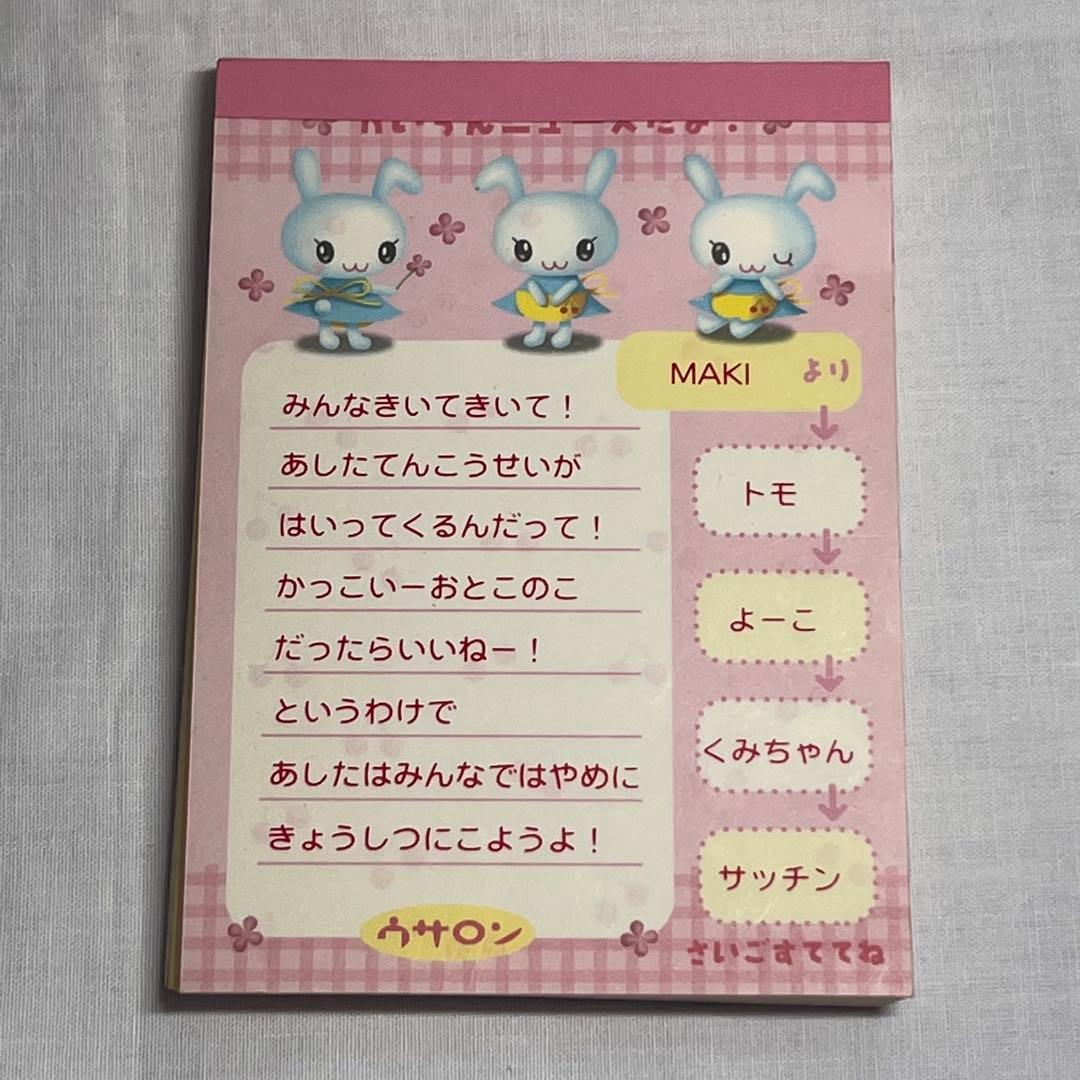 MAKI より
みんなきいてきいて！
あしたてんこうせいが
はいってくるんだって！
かっこいーおとこのこ
だったらいいねー！
というわけで
あしたはみんなではやめに
きょうしつにこようよ！
トモ
よーこ
くみちゃん
サッチン
ウサロン
さいごすててね